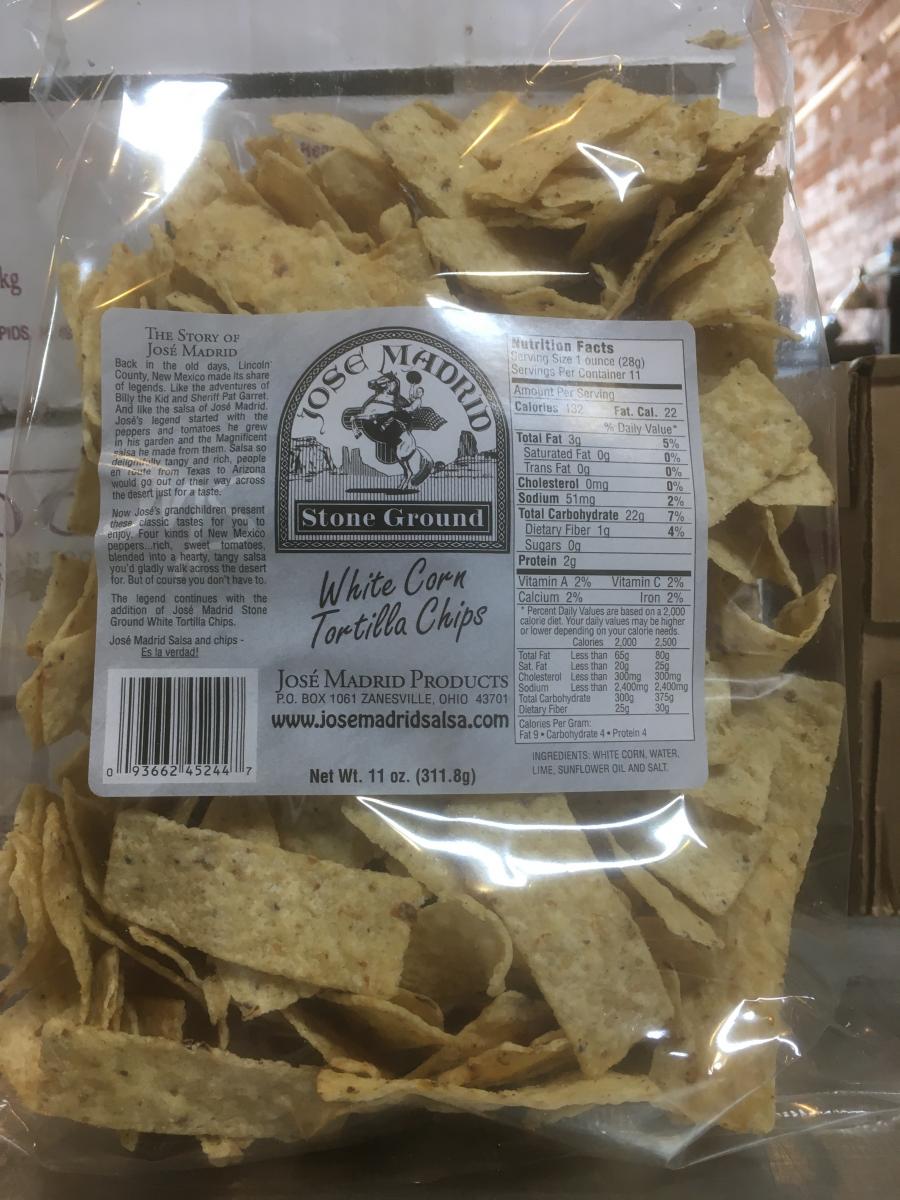 kg
PIDS,
THE STORY OF
JOSÉ MADRID
Back in the old days, Lincoln
County, New Mexico made its share
of legends. Like the adventures of
Billy the Kid and Sheriff Pat Garret.
And like the salsa of José Madrid.
José's legend started with the
peppers and tomatoes he grew
in his garden and the Magnificent
salsa he made from them. Salsa so
delightfully tangy and rich, people
en route from Texas to Arizona
would go out of their way across
the desert just for a taste.
Now José's grandchildren present
these classic tastes for you to
enjoy. Four kinds of New Mexico
peppers...rich, sweet tomatoes,
blended into a hearty, tangy salsa
you'd gladly walk across the desert
for. But of course you don't have to.
The legend continues with the
addition of José Madrid Stone
Ground White Tortilla Chips.
José Madrid Salsa and chips -
Es la verdad!
0 93662 45244 7
JOSE MADRID
Stone Ground
White Corn
Tortilla Chips
JOSÉ MADRID PRODUCTS
P.O. BOX 1061 ZANESVILLE, OHIO 43701
www.josemadridsalsa.com
Net Wt. 11 oz. (311.8g)
Nutrition Facts
Serving Size 1 ounce (28g)
Servings Per Container 11
Amount Per Serving
Calories 132 Fat. Cal. 22
% Daily Value*
Total Fat 3g 5%
Saturated Fat 0g 0%
Trans Fat 0g 0%
Cholesterol 0mg 0%
Sodium 51mg 2%
Total Carbohydrate 22g 7%
Dietary Fiber 1g 4%
Sugars 0g
Protein 2g
Vitamin A 2% Vitamin C 2%
Calcium 2% Iron 2%
* Percent Daily Values are based on a 2,000
calorie diet. Your daily values may be higher
or lower depending on your calorie needs.
Calories 2,000 2,500
Total Fat Less than 65g 80g
Sat. Fat Less than 20g 25g
Cholesterol Less than 300mg 300mg
Sodium Less than 2,400mg 2,400mg
Total Carbohydrate 300g 375g
Dietary Fiber 25g 30g
Calories Per Gram:
Fat 9 • Carbohydrate 4 • Protein 4
INGREDIENTS: WHITE CORN, WATER,
LIME, SUNFLOWER OIL AND SALT.